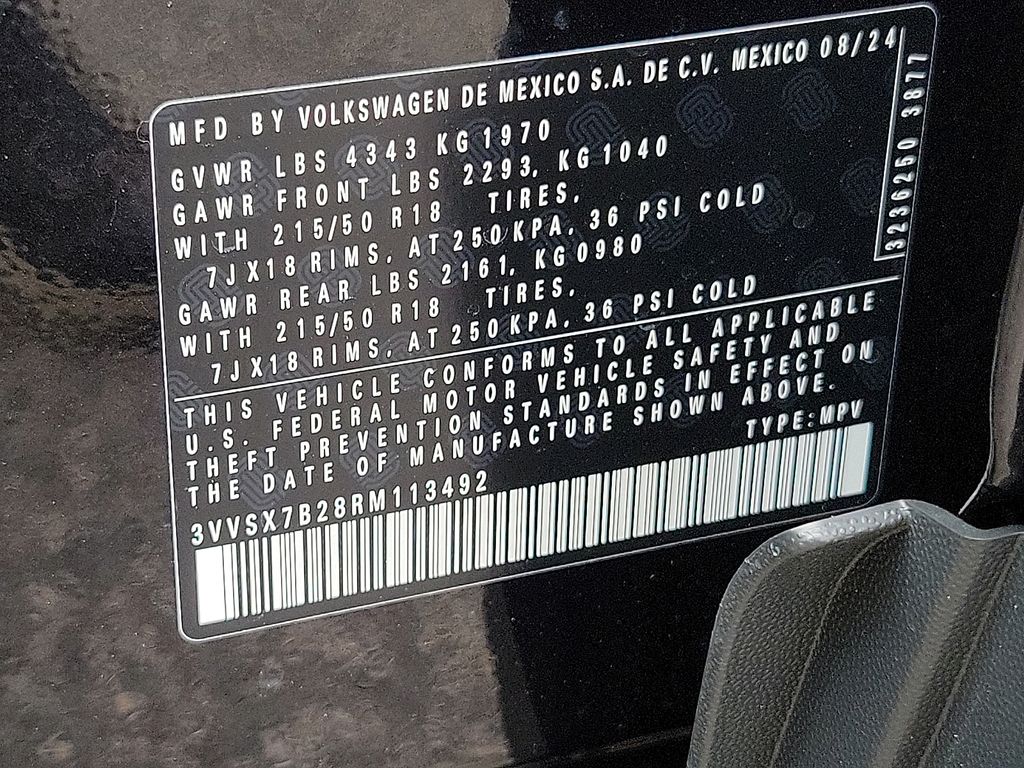 MFD BY VOLKSWAGEN DE MEXICO S.A. DE C.V. MEXICO 08/24
GVWR LBS 4343 KG 1970
GAWR FRONT LBS 2293, KG 1040
WITH 215/50 R18 TIRES,
7JX18 RIMS, AT 250 KPA, 36 PSI COLD
GAWR REAR LBS 2161, KG 0980
WITH 215/50 R18 TIRES,
7JX18 RIMS, AT 250 KPA, 36 PSI COLD
THIS VEHICLE CONFORMS TO ALL APPLICABLE
U.S. FEDERAL MOTOR VEHICLE SAFETY AND
THEFT PREVENTION STANDARDS IN EFFECT ON
THE DATE OF MANUFACTURE SHOWN ABOVE.
TYPE: MPV
3VVSX7B28RM113492
3236250 3877